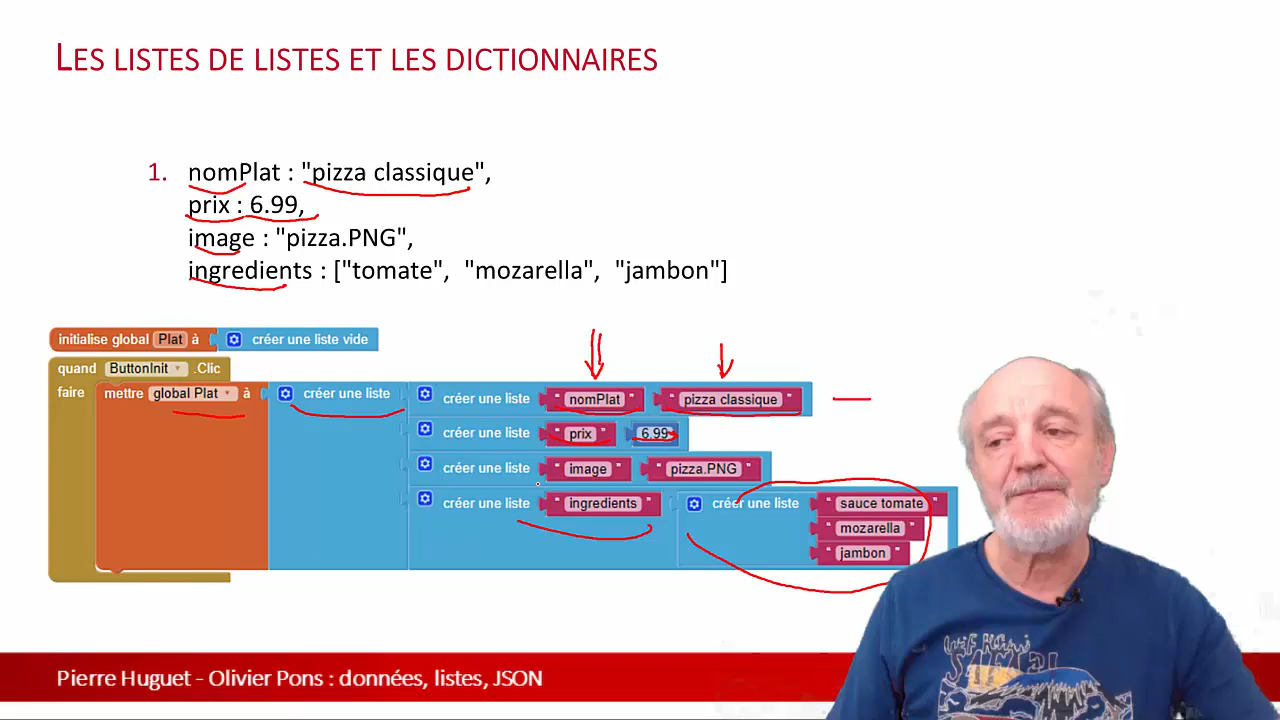 LES LISTES DE LISTES ET LES DICTIONNAIRES
1. nomPlat : "pizza classique",
prix : 6.99,
image : "pizza.PNG",
ingredients : ["tomate", "mozarella", "jambon"]
initialise global Plat à créer une liste vide
quand ButtonInit .Clic
faire mettre global Plat à créer une liste créer une liste " nomPlat " " pizza classique "
créer une liste " prix " 6.99
créer une liste " image " " pizza.PNG "
créer une liste " ingredients " créer une liste " sauce tomate "
" mozarella "
" jambon "
Pierre Huguet - Olivier Pons : données, listes, JSON